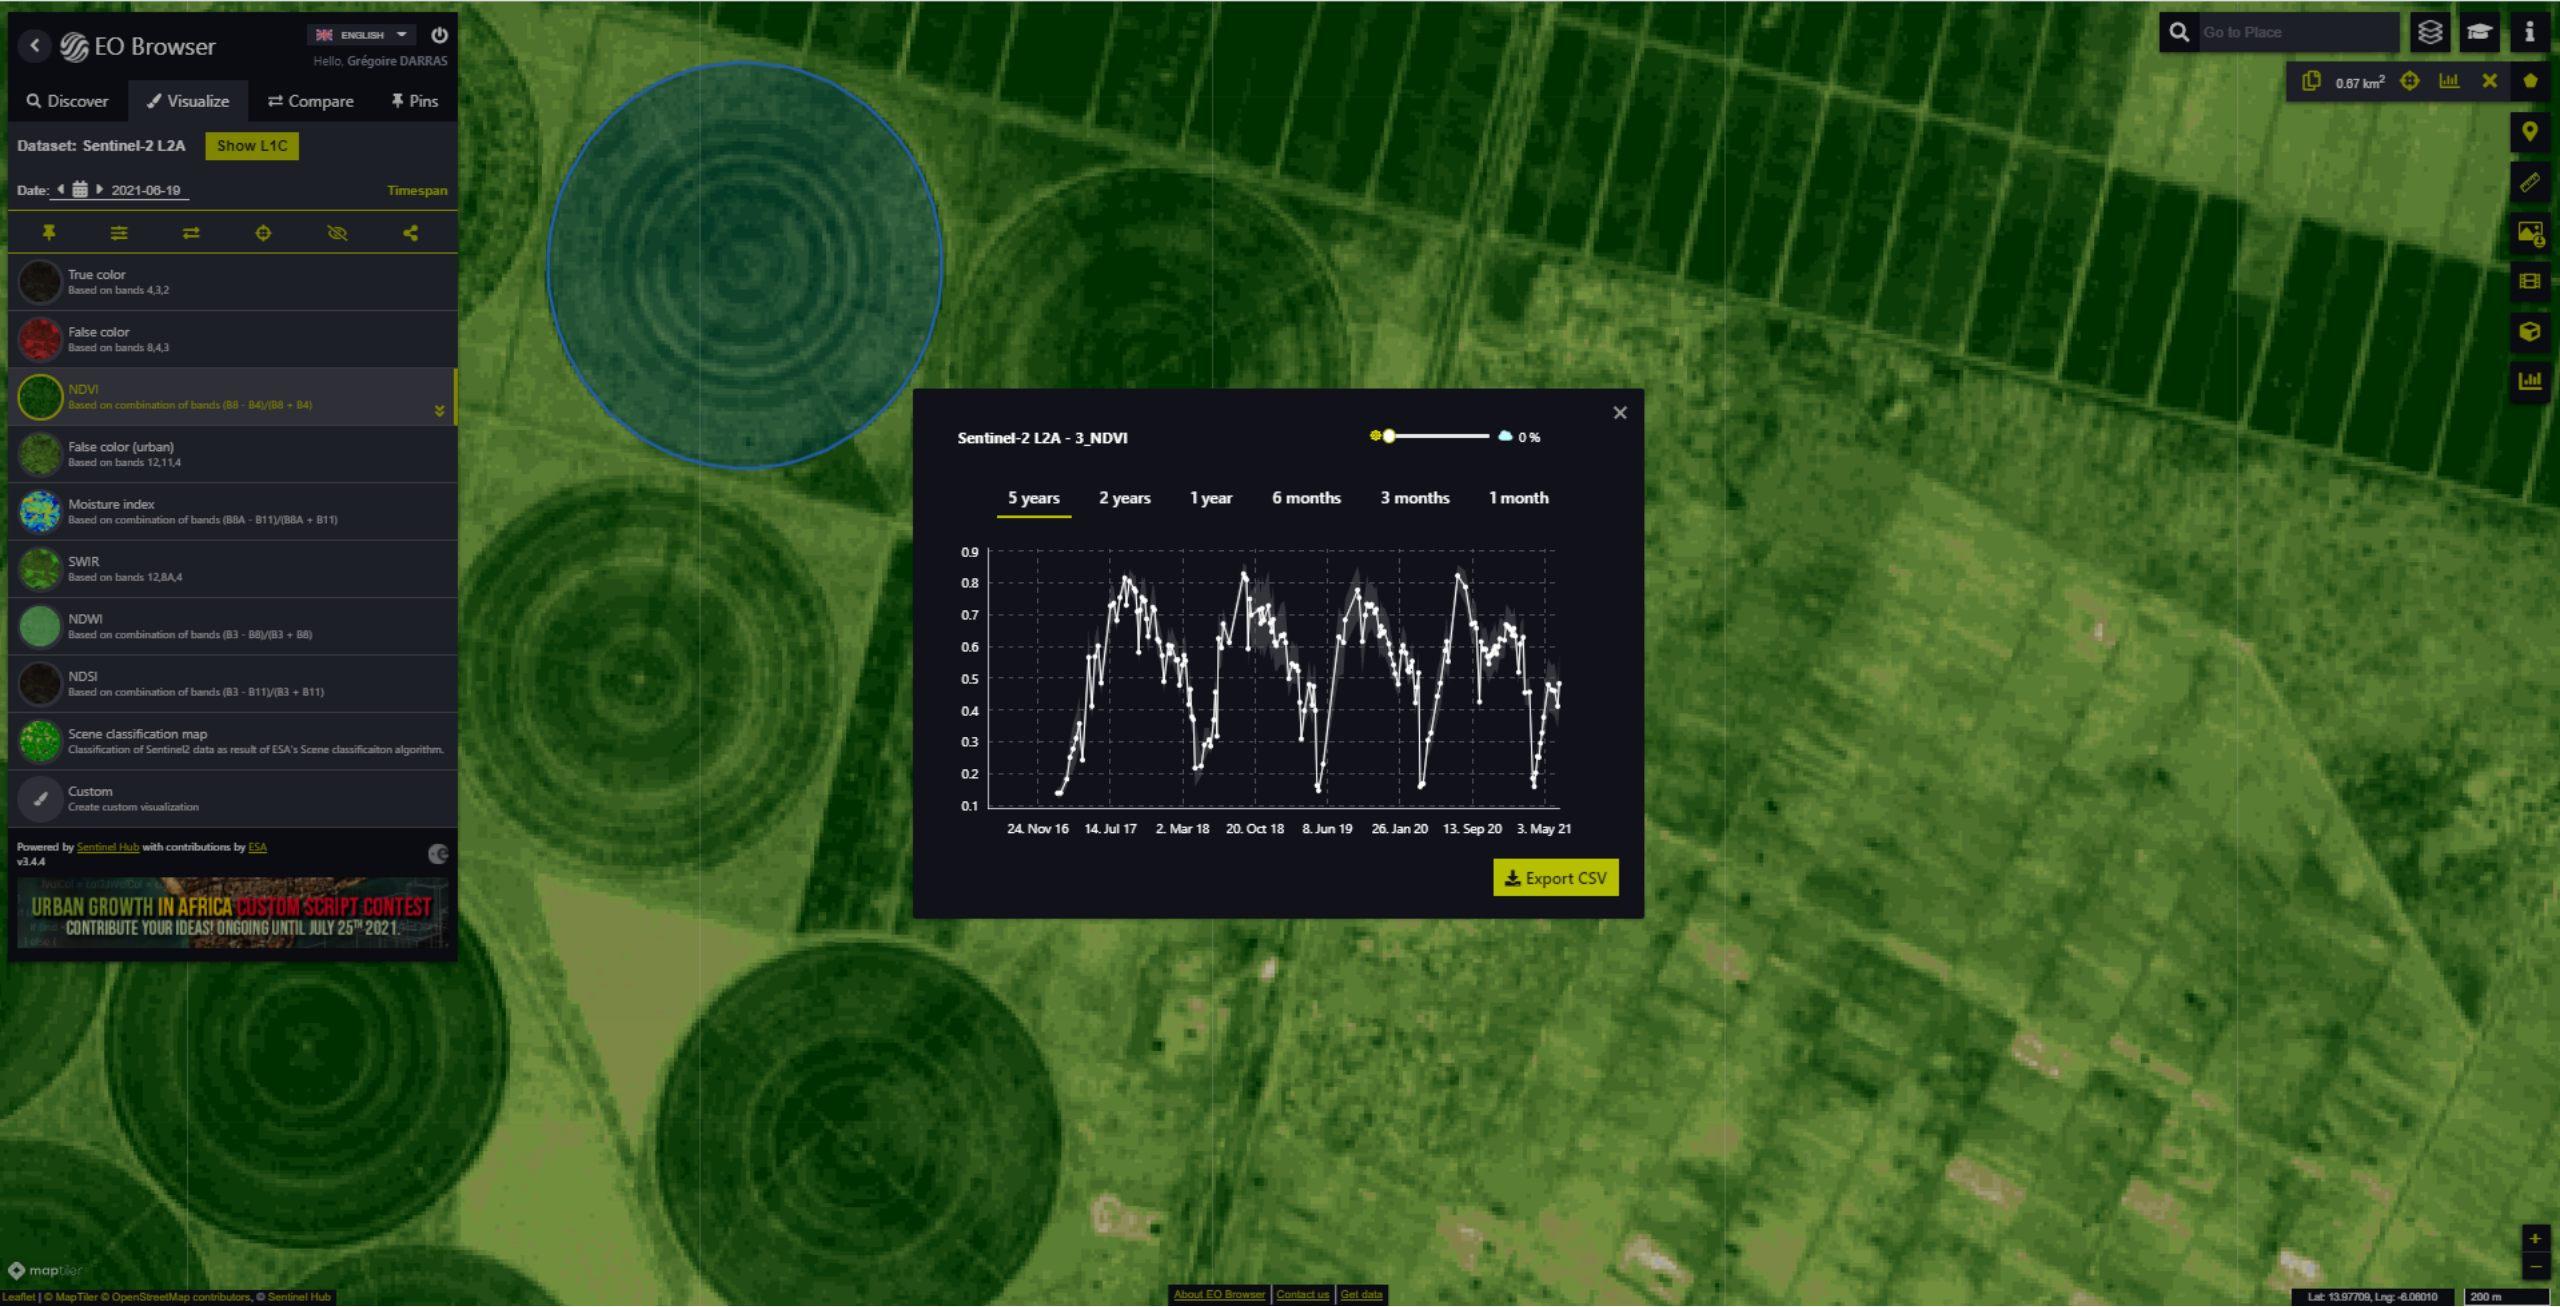 EO Browser
ENGLISH
Hello, Grégoire DARRAS
Discover
Visualize
Compare
Pins
Dataset: Sentinel-2 L2A
Show L1C
Date: 2021-06-19
Timespan
True color
Based on bands 4,3,2
False color
Based on bands 8,4,3
NDVI
Based on combination of bands (B8 - B4)/(B8 + B4)
False color (urban)
Based on bands 12,11,4
Moisture index
Based on combination of bands (B8A - B11)/(B8A + B11)
SWIR
Based on bands 12,8A,4
NDWI
Based on combination of bands (B3 - B8)/(B3 + B8)
NDSI
Based on combination of bands (B3 - B11)/(B3 + B11)
Scene classification map
Classification of Sentinel2 data as result of ESA's Scene classificaiton algorithm.
Custom
Create custom visualization
Powered by Sentinel Hub with contributions by ESA
v3.4.4
URBAN GROWTH IN AFRICA CUSTOM SCRIPT CONTEST
CONTRIBUTE YOUR IDEAS! ONGOING UNTIL JULY 25TH 2021.
maptiler
Leaflet | © MapTiler © OpenStreetMap contributors, © Sentinel Hub
Go to Place
0.67 km²
Sentinel-2 L2A - 3_NDVI
0 %
5 years
2 years
1 year
6 months
3 months
1 month
0.9
0.8
0.7
0.6
0.5
0.4
0.3
0.2
0.1
24. Nov 16
14. Jul 17
2. Mar 18
20. Oct 18
8. Jun 19
26. Jan 20
13. Sep 20
3. May 21
Export CSV
About EO Browser
Contact us
Get data
Lat: 13.97709, Lng: -6.06010
200 m